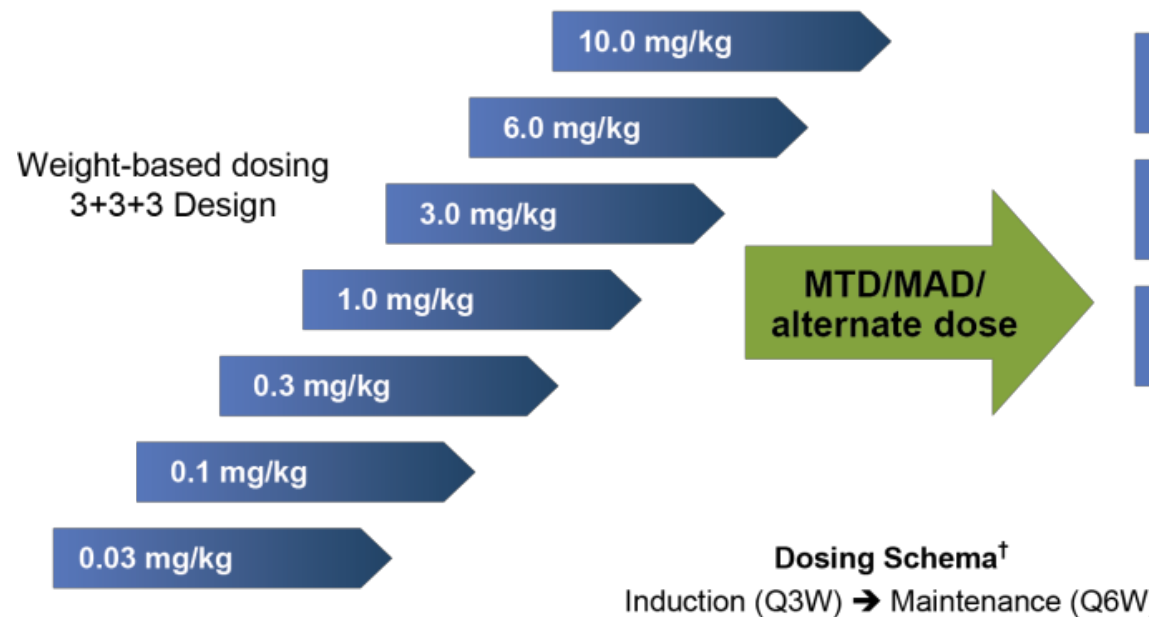 10.0 mg/kg
6.0 mg/kg
Weight-based dosing
3+3+3 Design
3.0 mg/kg
1.0 mg/kg
MTD/MAD/
alternate dose
0.3 mg/kg
0.1 mg/kg
0.03 mg/kg
Dosing Schema†
Induction (Q3W) ➔ Maintenance (Q6W